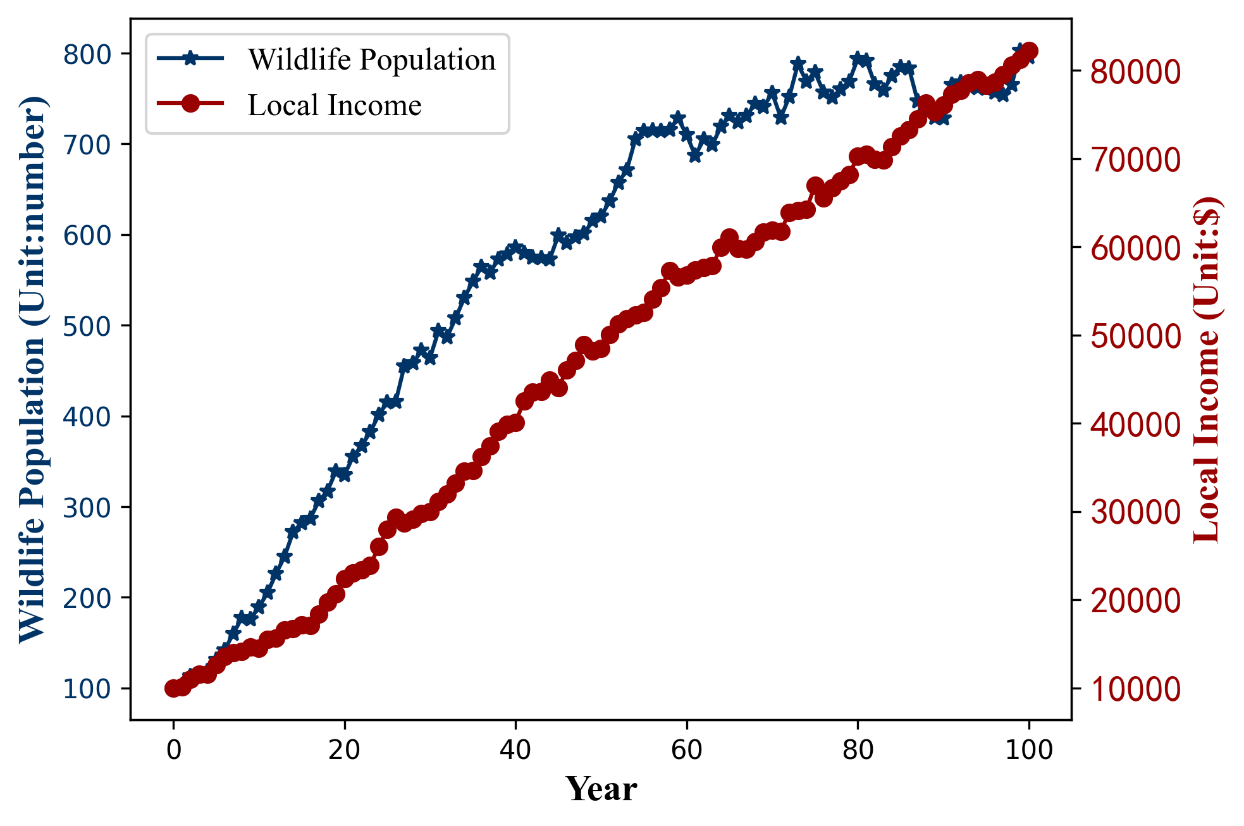 Wildlife Population
Local Income
Wildlife Population (Unit:number)
800
700
600
500
400
300
200
100
80000
70000
60000
50000
40000
30000
20000
10000
Local Income (Unit:$)
0 20 40 60 80 100
Year